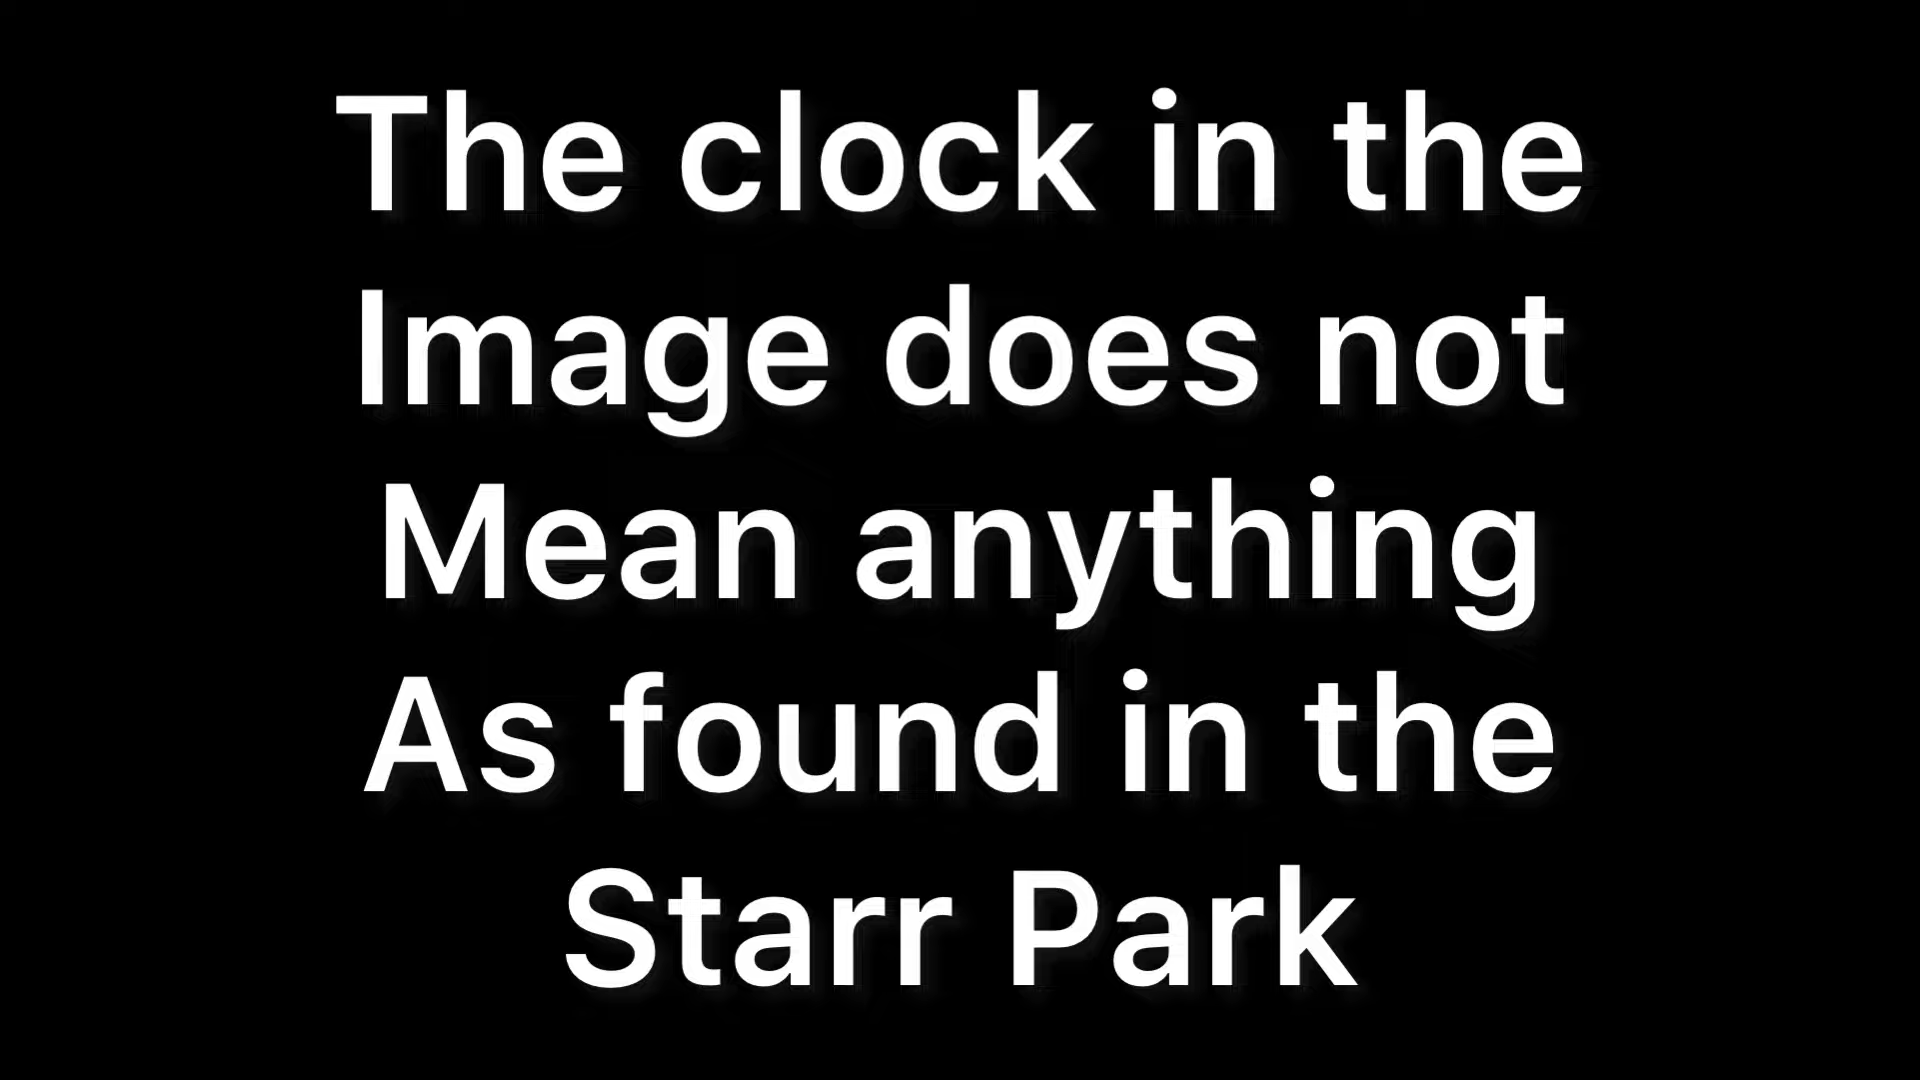 The clock in the
Image does not
Mean anything
As found in the
Starr Park